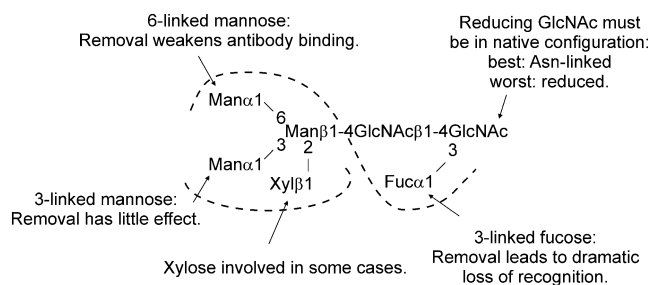 6-linked mannose:
Removal weakens antibody binding.
Reducing GlcNAc must
be in native configuration:
best: Asn-linked
worst: reduced.
Manα1
6
Manβ1-4GlcNAcβ1-4GlcNAc
3
2
3
Manα1
Xylβ1
Fucα1
3-linked mannose:
Removal has little effect.
Xylose involved in some cases.
3-linked fucose:
Removal leads to dramatic
loss of recognition.